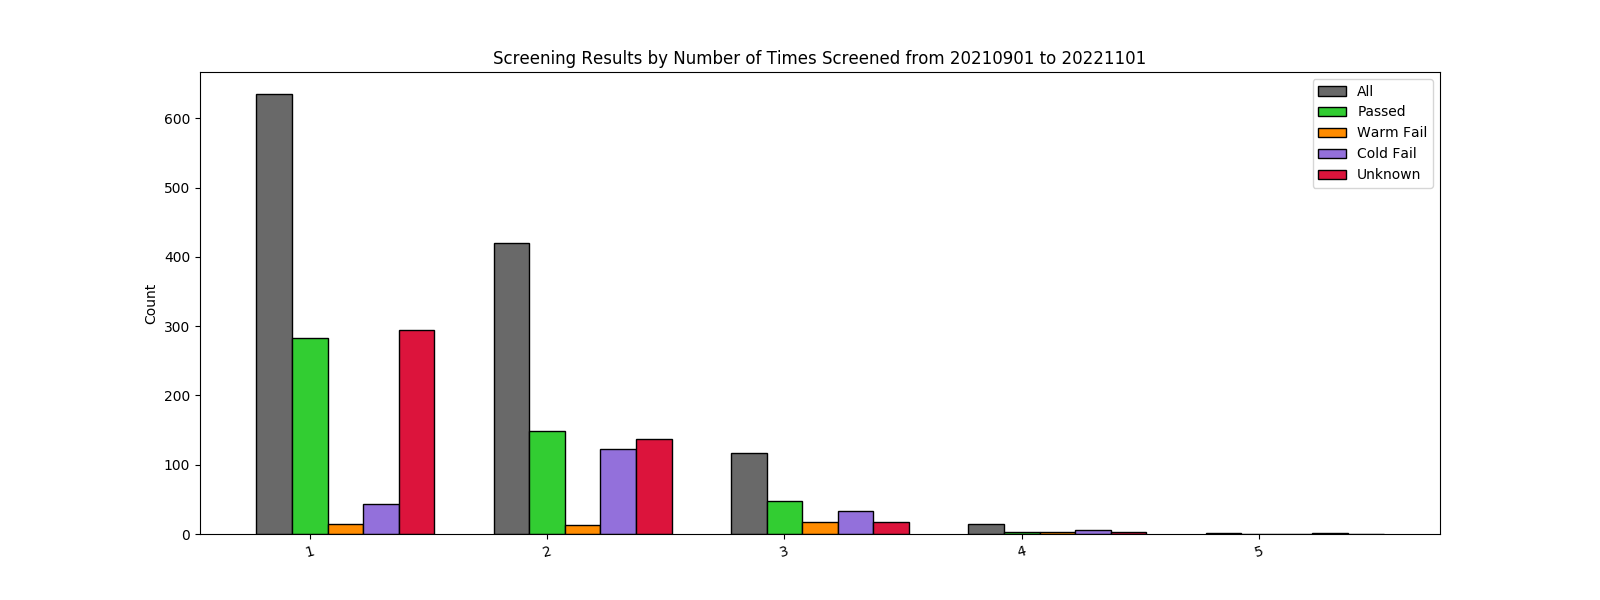 Screening Results by Number of Times Screened from 20210901 to 20221101
All
Passed
Warm Fail
Cold Fail
Unknown
600
500
400
300
200
100
0
Count
1
2
3
4
5